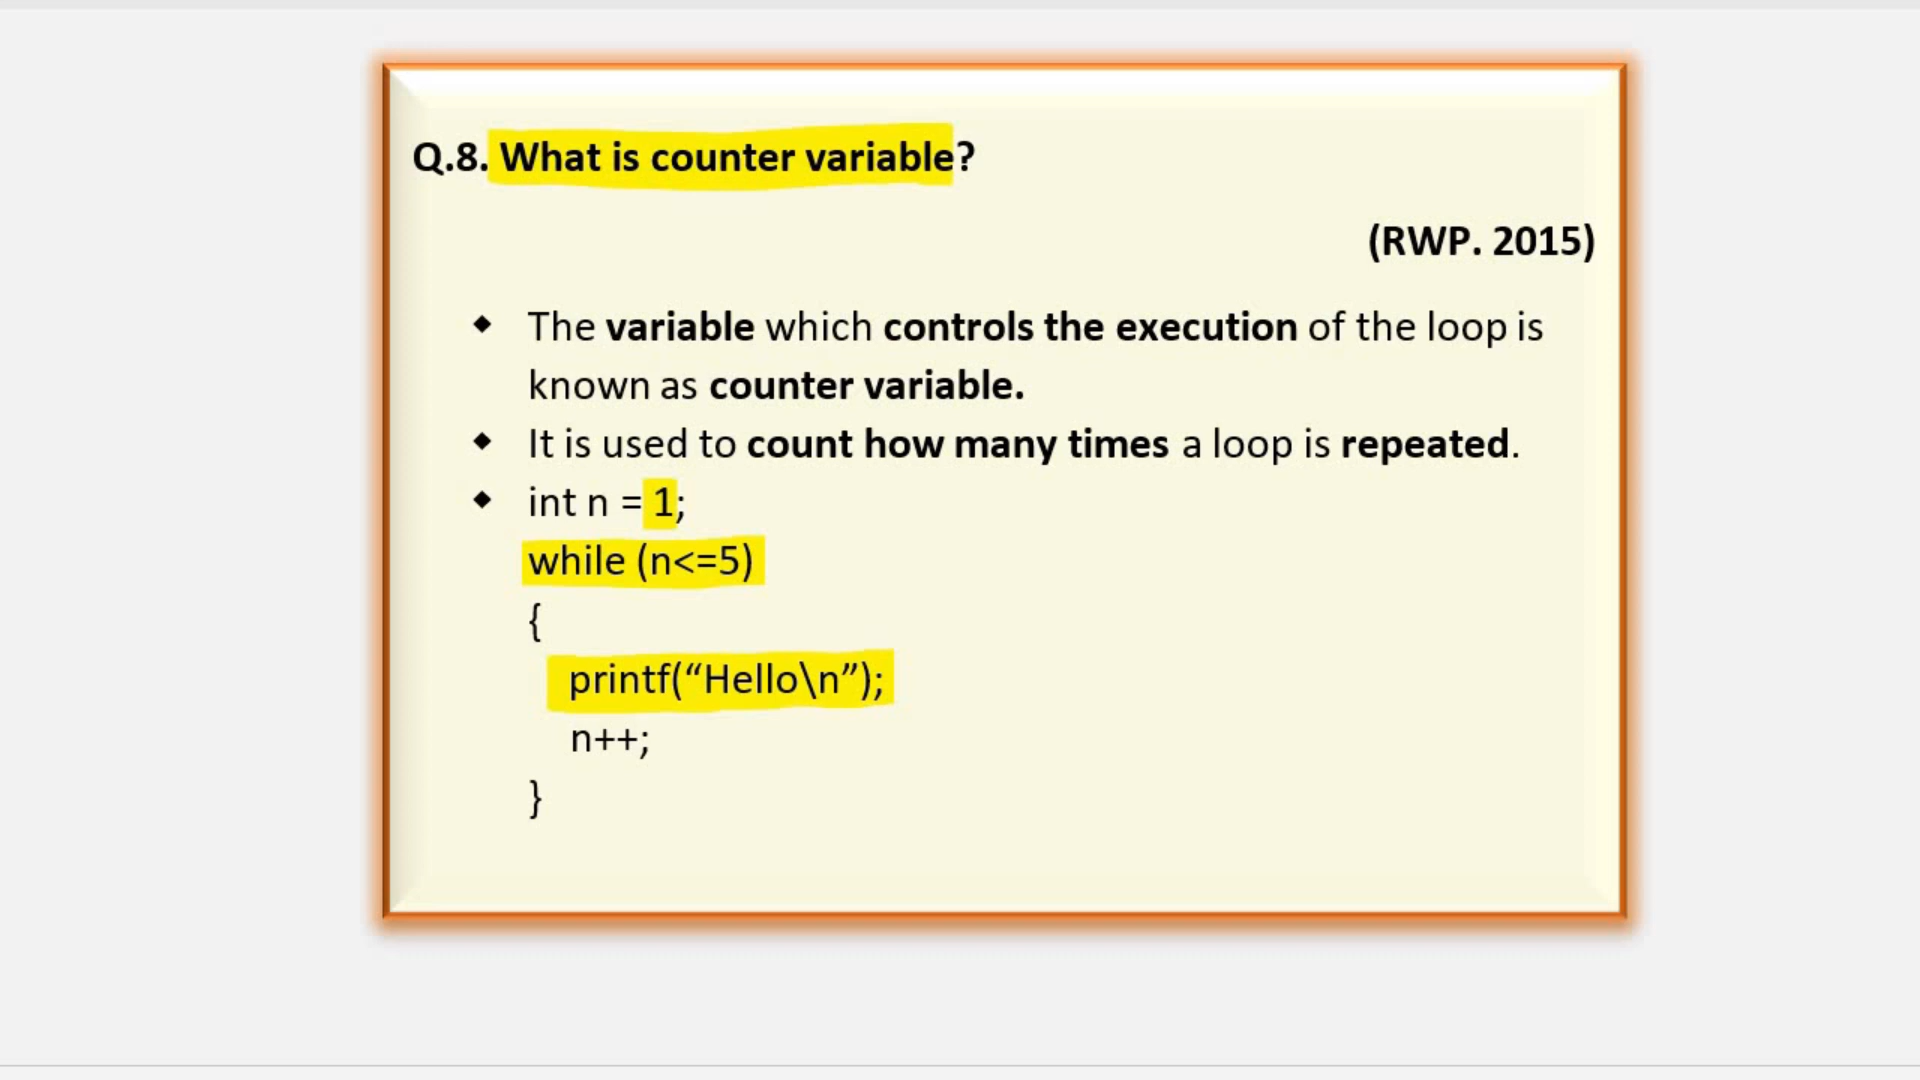 Q.8. What is counter variable?
(RWP. 2015)
◆ The variable which controls the execution of the loop is
known as counter variable.
◆ It is used to count how many times a loop is repeated.
◆ int n = 1;
while (n<=5)
{
printf(“Hello\n”);
n++;
}